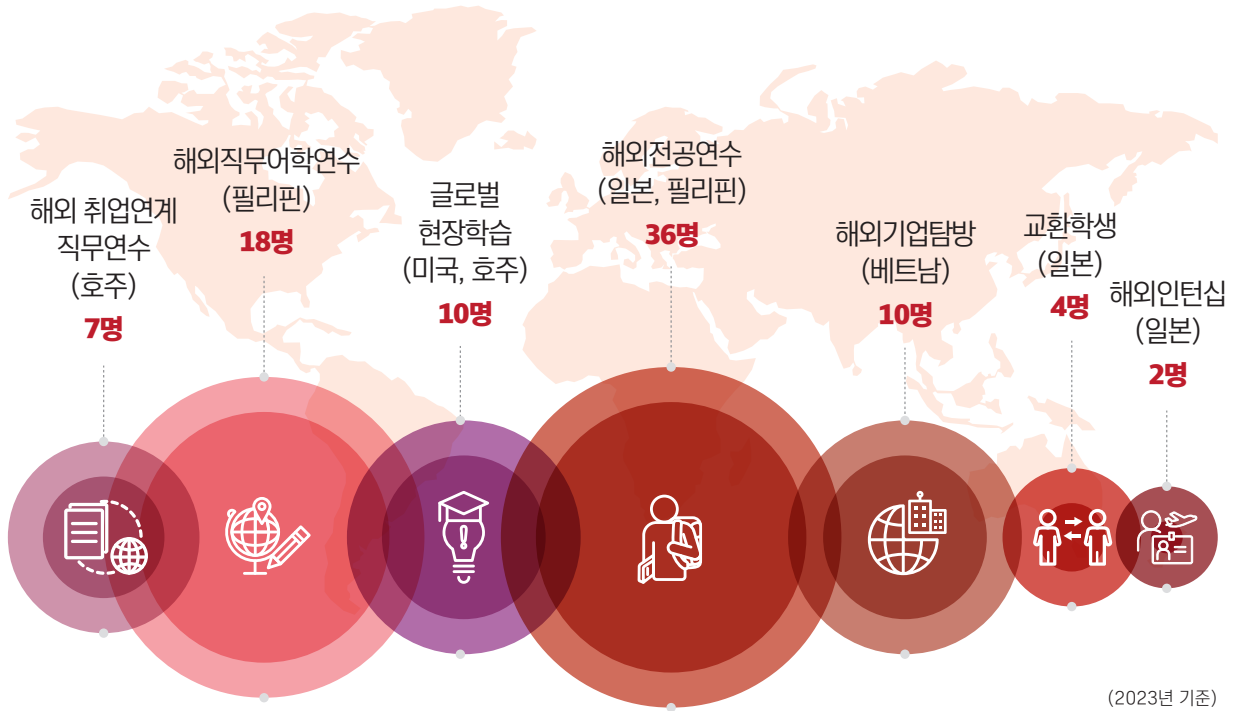 해외 취업연계
직무연수
(호주)
7명
해외직무어학연수
(필리핀)
18명
글로벌
현장학습
(미국, 호주)
10명
해외전공연수
(일본, 필리핀)
36명
해외기업탐방
(베트남)
10명
교환학생
(일본)
4명
해외인턴십
(일본)
2명
(2023년 기준)